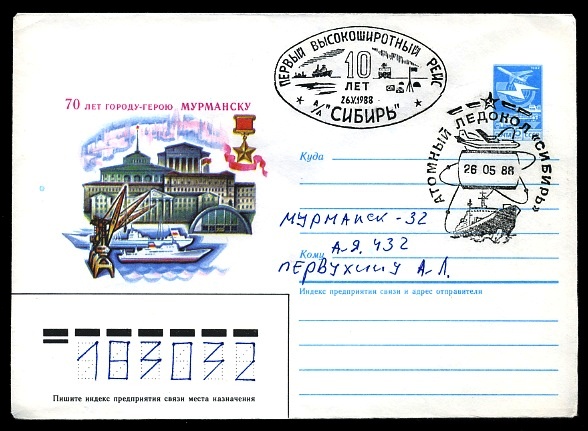 ПЕРВЫЙ ВЫСОКОШИРОТНЫЙ РЕЙС
10
ЛЕТ
26.V.1988
А/Л "СИБИРЬ"
АТОМНЫЙ ЛЕДОКОЛ «СИБИРЬ»
26 05 88
70 ЛЕТ ГОРОДУ-ГЕРОЮ МУРМАНСКУ
Куда
МУРМАНСК-32
А.Я. 432
Кому
ПЕРВУХИНУ А.Л.
Индекс предприятия связи и адрес отправителя
183032
Пишите индекс предприятия связи места назначения